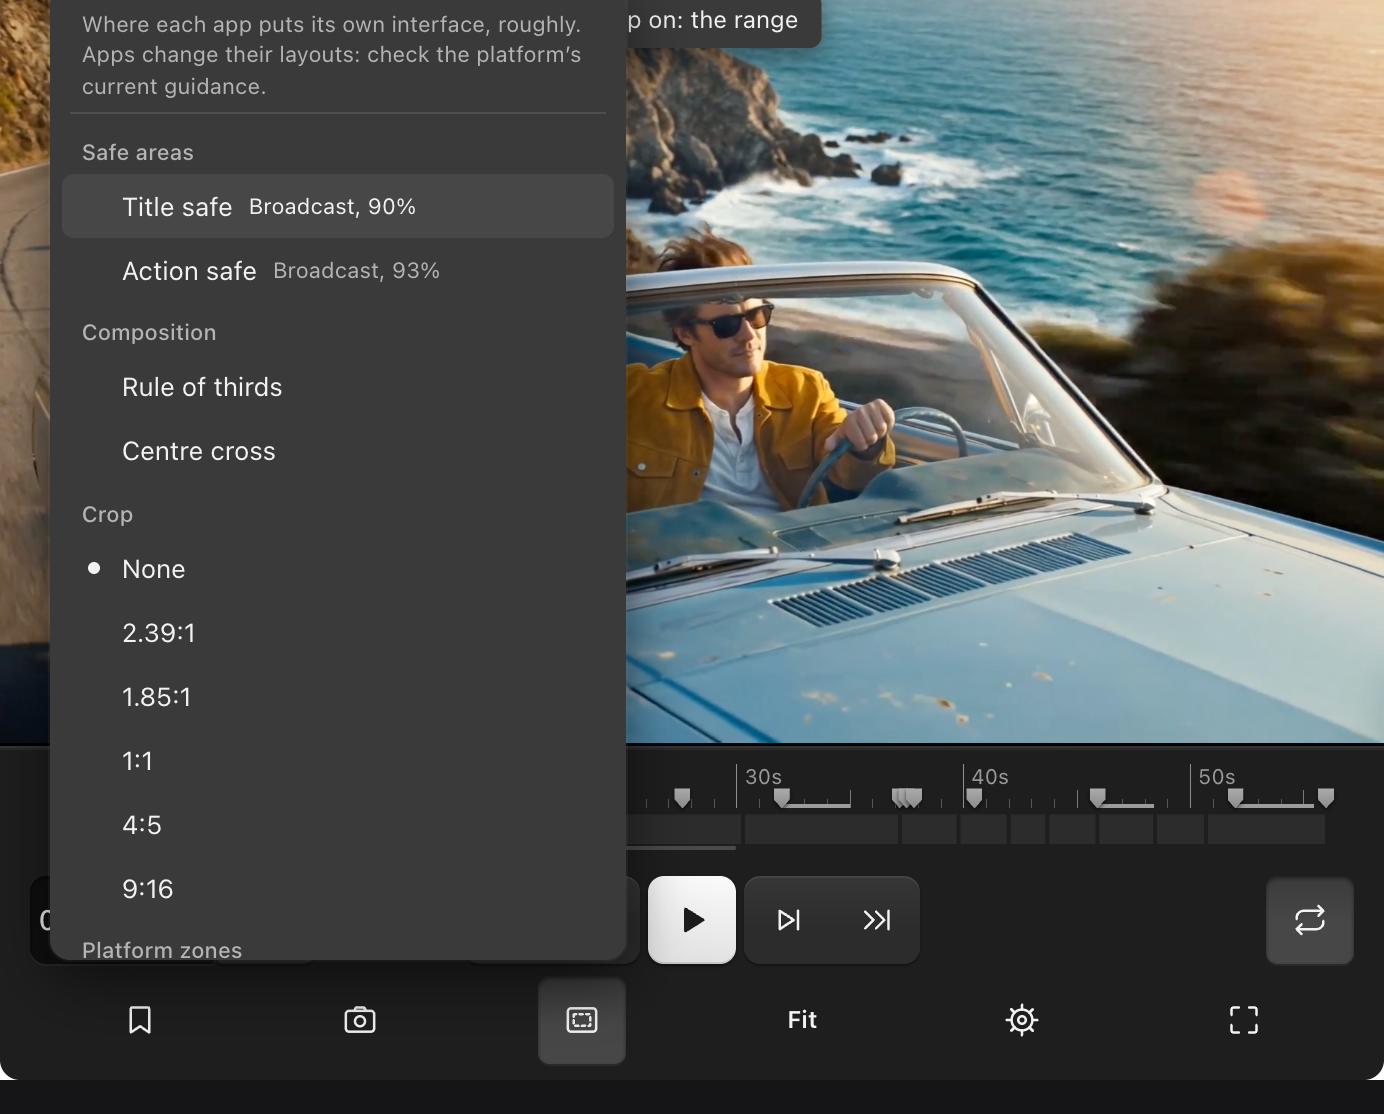 Where each app puts its own interface, roughly.
Apps change their layouts: check the platform’s
current guidance.
p on: the range
Safe areas
Title safe Broadcast, 90%
Action safe Broadcast, 93%
Composition
Rule of thirds
Centre cross
Crop
None
2.39:1
1.85:1
1:1
4:5
9:16
Platform zones
30s
40s
50s
0
Fit